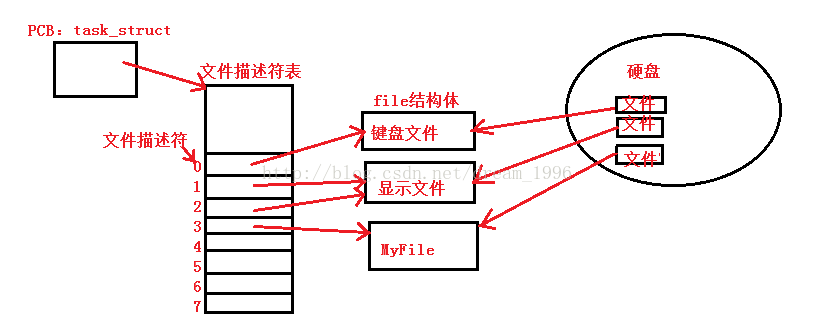 PCB：task_struct
文件描述符表
硬盘
file结构体
文件
键盘文件
文件
文件描述符
文件
0
http://blog.csdn.net/dream_1996
1
显示文件
2
3
MyFile
4
5
6
7